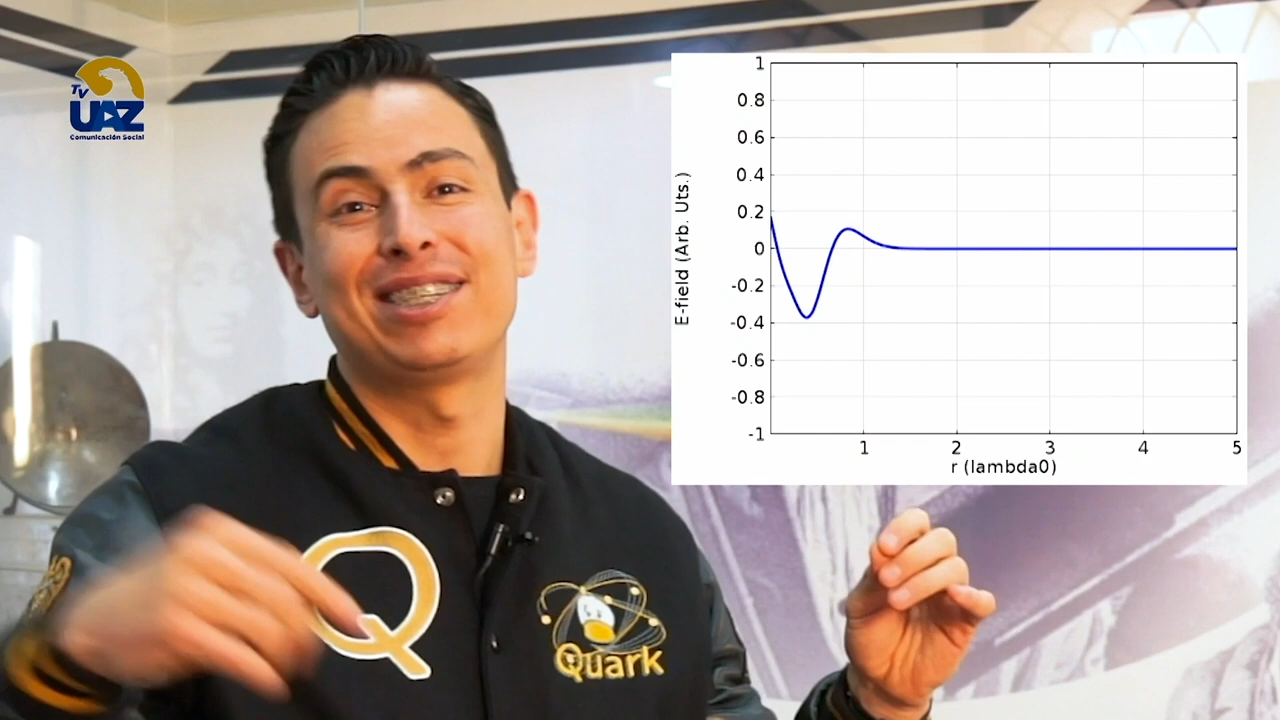 TV
UAZ
Comunicación Social
1
0.8
0.6
0.4
0.2
0
-0.2
-0.4
-0.6
-0.8
-1
E-field (Arb. Uts.)
1 2 3 4 5
r (lambda0)
Q
Quark